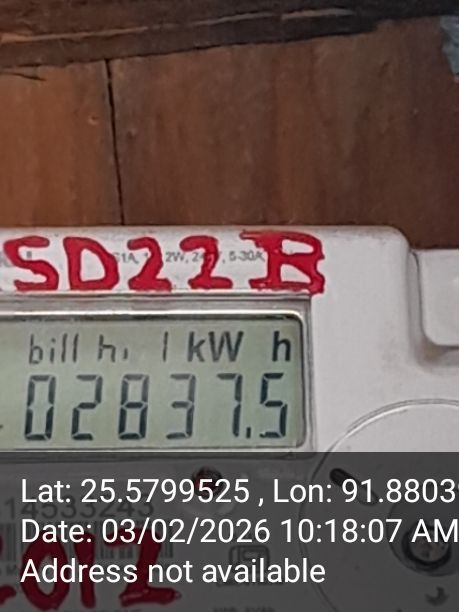 SD22B
bill hi 1 kW h
02837.5
14533243
Lat: 25.5799525 , Lon: 91.8803
Date: 03/02/2026 10:18:07 AM
Address not available